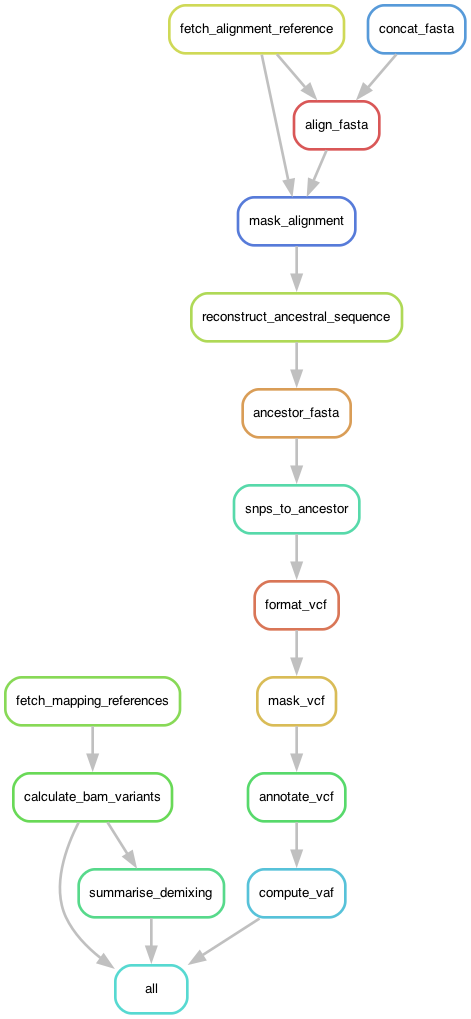 fetch_alignment_reference
concat_fasta
align_fasta
mask_alignment
reconstruct_ancestral_sequence
ancestor_fasta
snps_to_ancestor
format_vcf
fetch_mapping_references
mask_vcf
calculate_bam_variants
annotate_vcf
summarise_demixing
compute_vaf
all